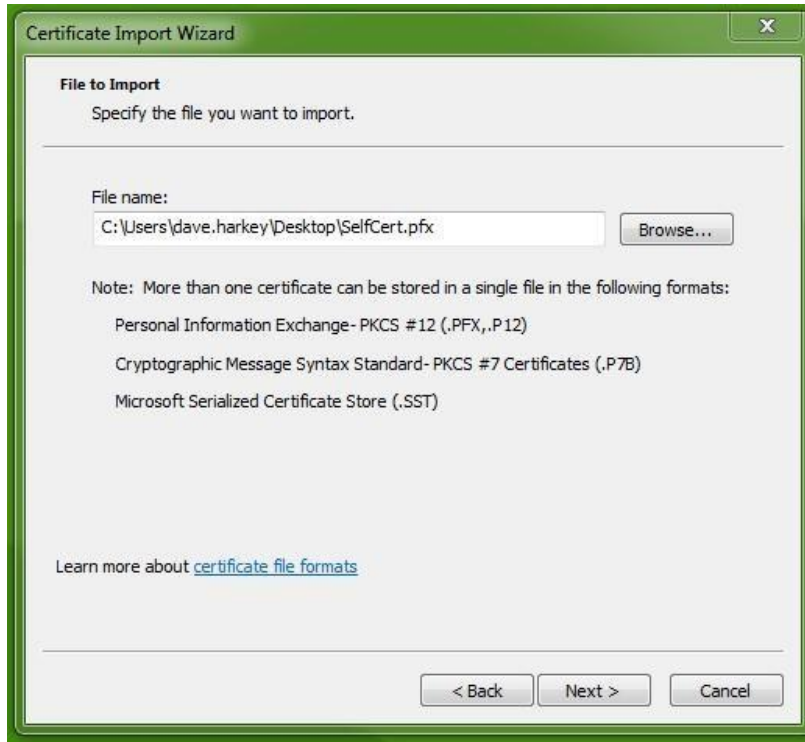 Certificate Import Wizard
File to Import
Specify the file you want to import.
File name:
C:\Users\dave.harkey\Desktop\SelfCert.pfx
Browse...
Note: More than one certificate can be stored in a single file in the following formats:
Personal Information Exchange- PKCS #12 (.PFX,.P12)
Cryptographic Message Syntax Standard- PKCS #7 Certificates (.P7B)
Microsoft Serialized Certificate Store (.SST)
Learn more about certificate file formats
< Back Next > Cancel